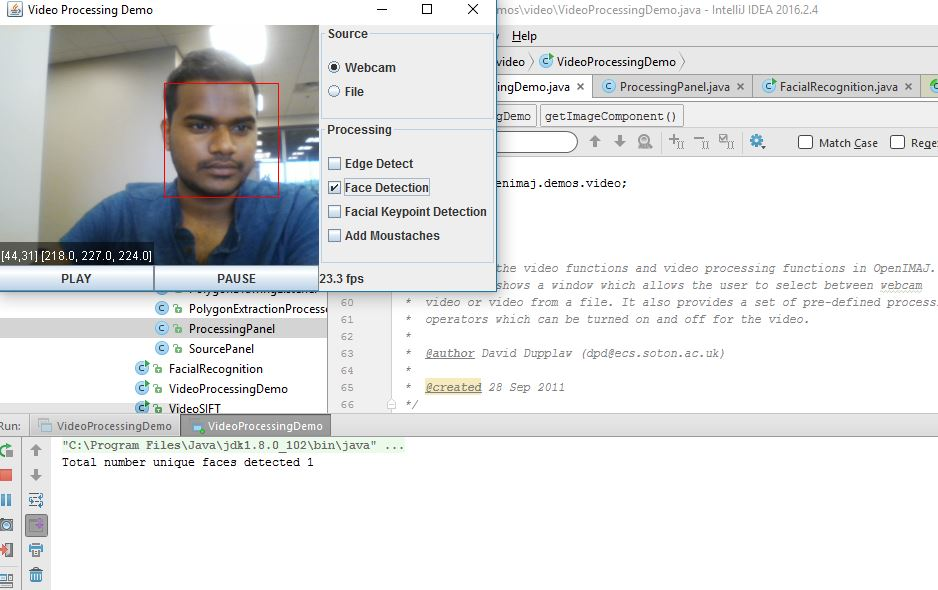 Video Processing Demo
mos\video\VideoProcessingDemo.java - IntelliJ IDEA 2016.2.4
Help
video
VideoProcessingDemo
ngDemo.java
ProcessingPanel.java
FacialRecognition.java
ngDemo
getImageComponent()
Match Case
Rege
Source
Webcam
File
Processing
Edge Detect
Face Detection
Facial Keypoint Detection
Add Moustaches
[44,31] [218.0, 227.0, 224.0]
PLAY
PAUSE
23.3 fps
enimaj.demos.video;
the video functions and video processing functions in OpenIMAJ.
shows a window which allows the user to select between webcam
60 * video or video from a file. It also provides a set of pre-defined process
61 * operators which can be turned on and off for the video.
62 *
63 * @author David Dupplaw (dpd@ecs.soton.ac.uk)
64 *
65 * @created 28 Sep 2011
66 */
PolygonExtractionProcesso
ProcessingPanel
SourcePanel
FacialRecognition
VideoProcessingDemo
VideoSIFT
Run:
VideoProcessingDemo
VideoProcessingDemo
"C:\Program Files\Java\jdk1.8.0_102\bin\java" ...
Total number unique faces detected 1